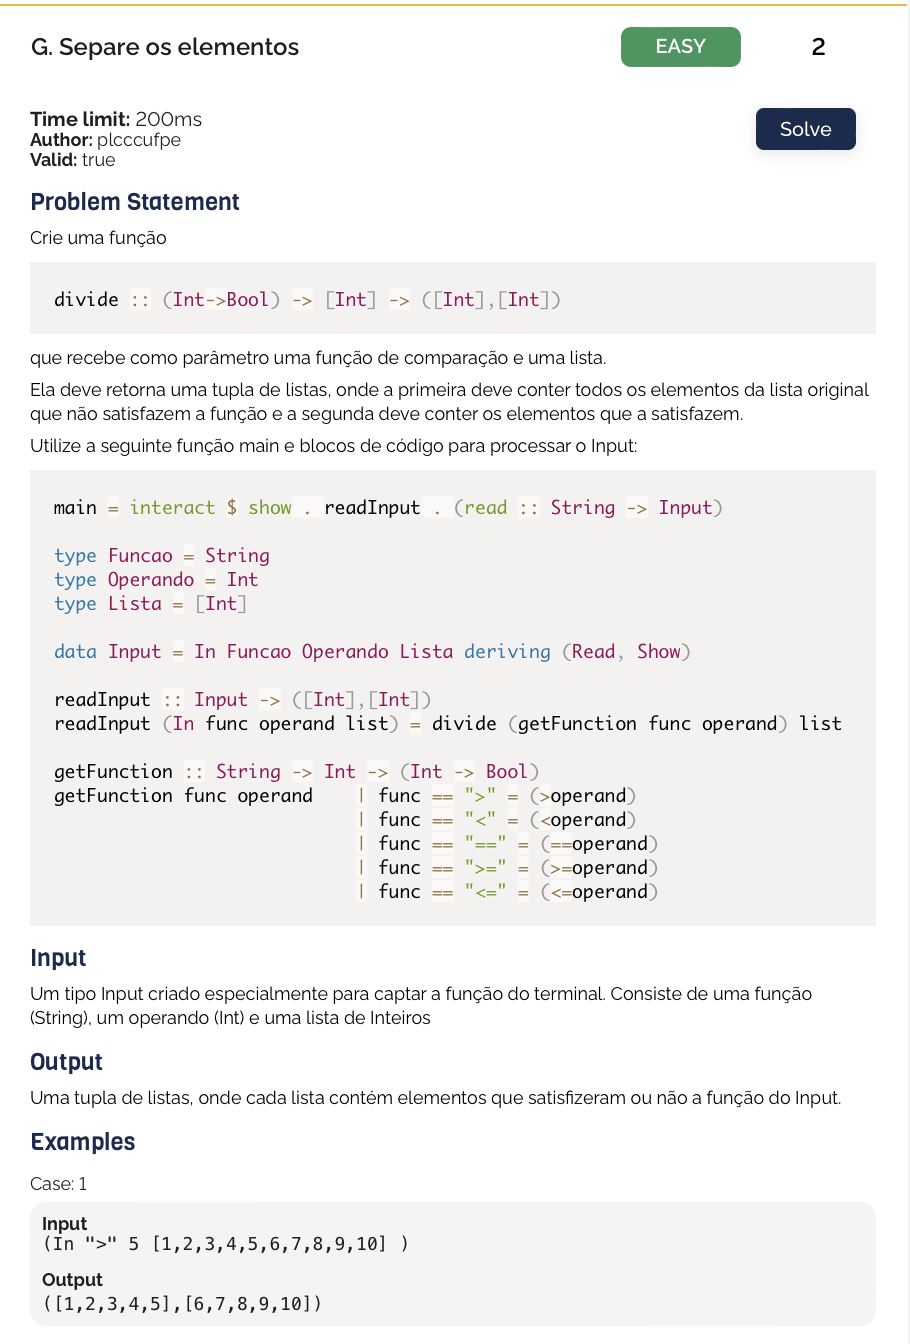 G. Separe os elementos
EASY
2
Time limit: 200ms
Author: plcccufpe
Valid: true
Solve
Problem Statement
Crie uma função
divide :: (Int->Bool) -> [Int] -> ([Int],[Int])
que recebe como parâmetro uma função de comparação e uma lista.
Ela deve retorna uma tupla de listas, onde a primeira deve conter todos os elementos da lista original
que não satisfazem a função e a segunda deve conter os elementos que a satisfazem.
Utilize a seguinte função main e blocos de código para processar o Input:
main = interact $ show . readInput . (read :: String -> Input)
type Funcao = String
type Operando = Int
type Lista = [Int]
data Input = In Funcao Operando Lista deriving (Read, Show)
readInput :: Input -> ([Int],[Int])
readInput (In func operand list) = divide (getFunction func operand) list
getFunction :: String -> Int -> (Int -> Bool)
getFunction func operand    | func == ">" = (>operand)
                            | func == "<" = (<operand)
                            | func == "==" = (==operand)
                            | func == ">=" = (>=operand)
                            | func == "<=" = (<=operand)
Input
Um tipo Input criado especialmente para captar a função do terminal. Consiste de uma função
(String), um operando (Int) e uma lista de Inteiros
Output
Uma tupla de listas, onde cada lista contém elementos que satisfizeram ou não a função do Input.
Examples
Case: 1
Input
(In ">" 5 [1,2,3,4,5,6,7,8,9,10] )
Output
([1,2,3,4,5],[6,7,8,9,10])